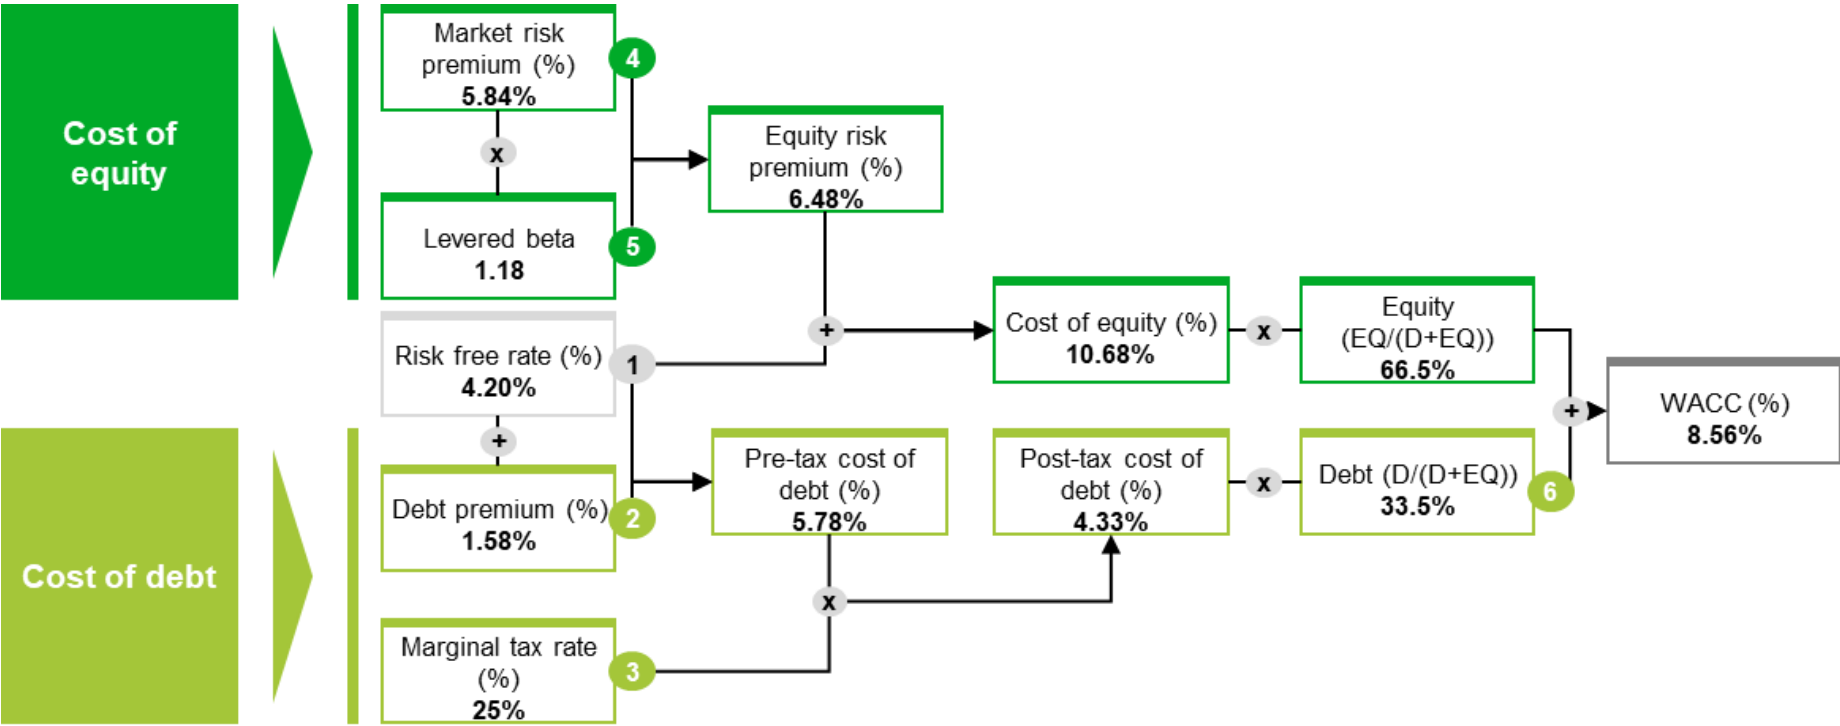 Cost of
equity
Market risk
premium (%)
5.84%
4
x
Levered beta
1.18
5
Equity risk
premium (%)
6.48%
Risk free rate (%)
4.20%
1
+
+
Cost of equity (%)
10.68%
x
Equity
(EQ/(D+EQ))
66.5%
+
WACC (%)
8.56%
Cost of debt
Debt premium (%)
1.58%
2
Pre-tax cost of
debt (%)
5.78%
Post-tax cost of
debt (%)
4.33%
x
Debt (D/(D+EQ))
33.5%
6
x
Marginal tax rate
(%)
25%
3